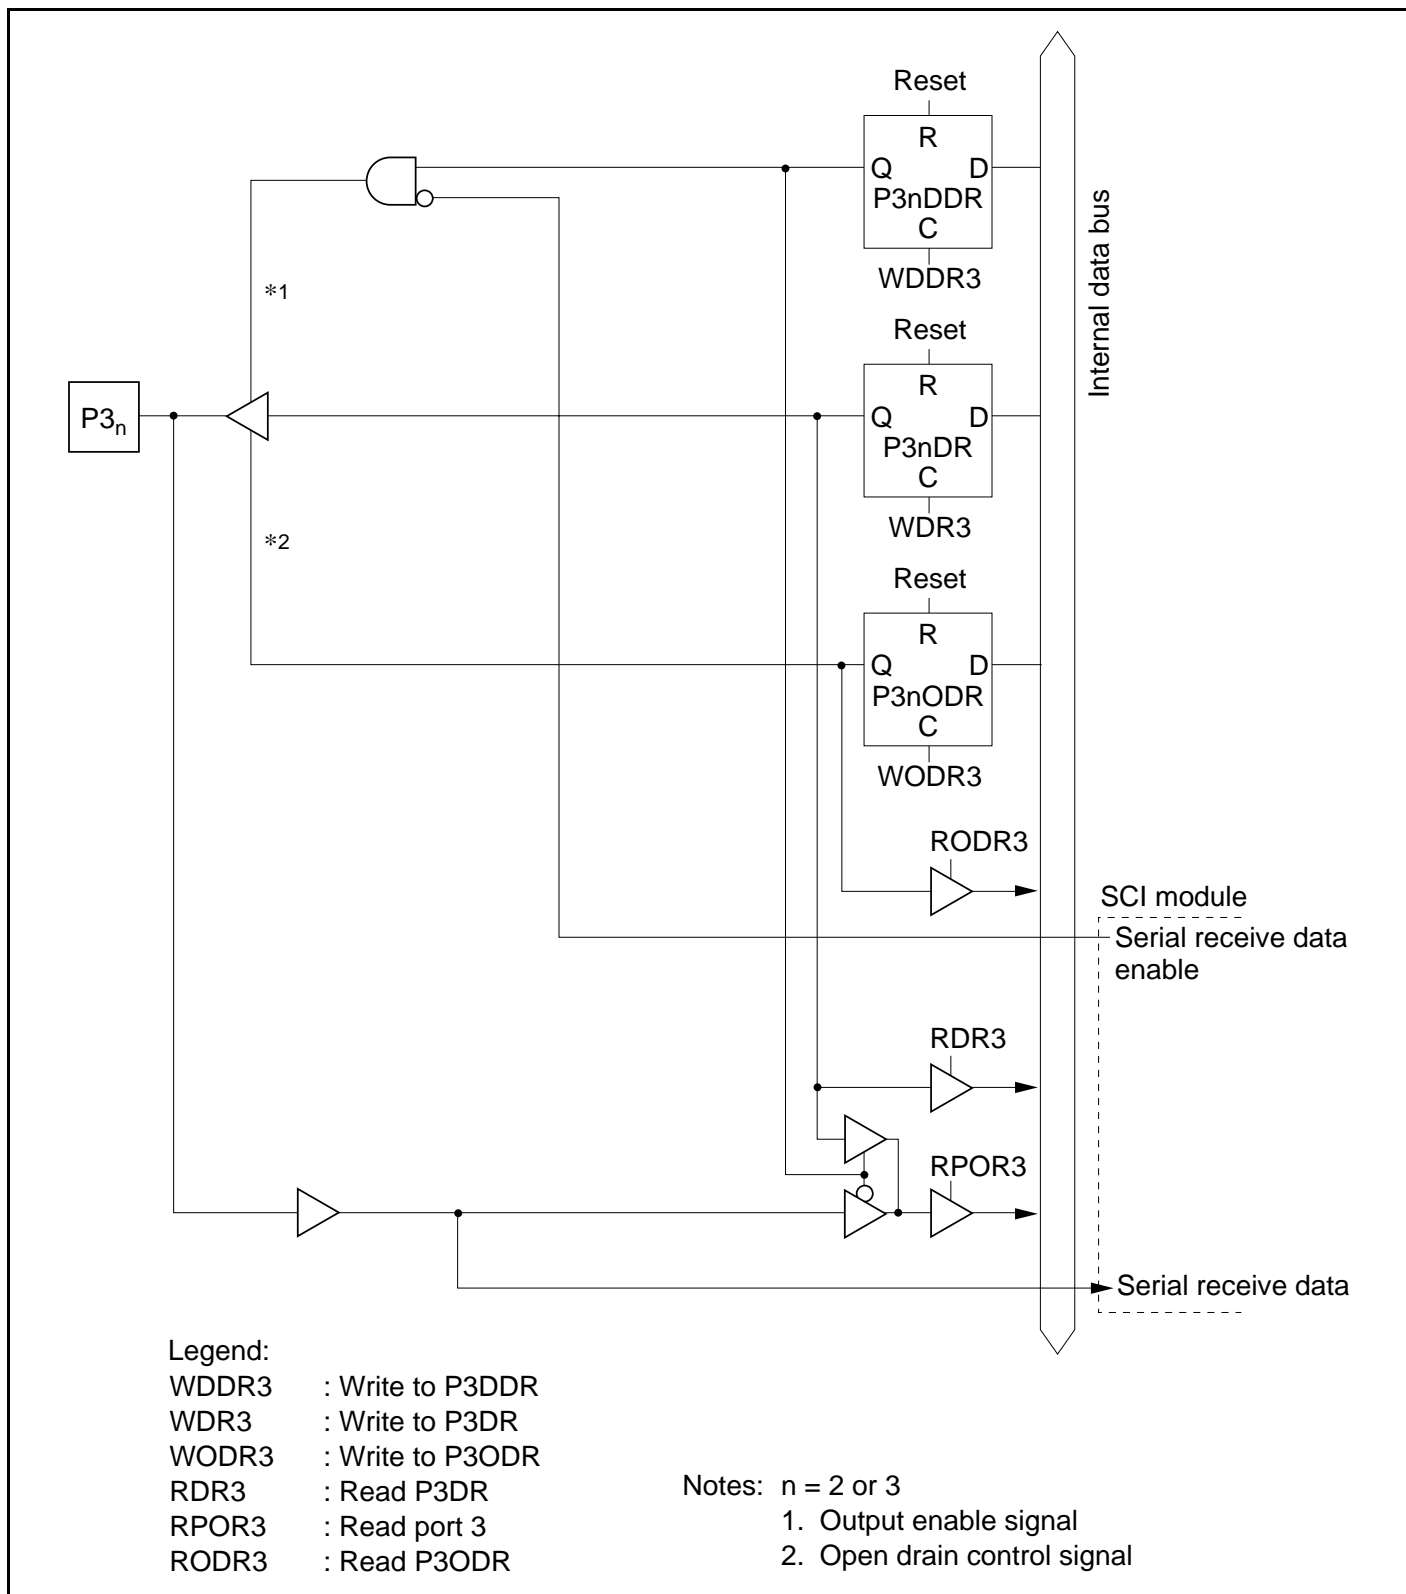 Reset
R
Q D
P3nDDR
C
WDDR3
Internal data bus
*1
Reset
R
P3n
Q D
P3nDR
C
WDR3
*2
Reset
R
Q D
P3nODR
C
WODR3
RODR3
SCI module
Serial receive data
enable
RDR3
RPOR3
Serial receive data
Legend:
WDDR3 : Write to P3DDR
WDR3 : Write to P3DR
WODR3 : Write to P3ODR
RDR3 : Read P3DR
RPOR3 : Read port 3
RODR3 : Read P3ODR
Notes: n = 2 or 3
1. Output enable signal
2. Open drain control signal